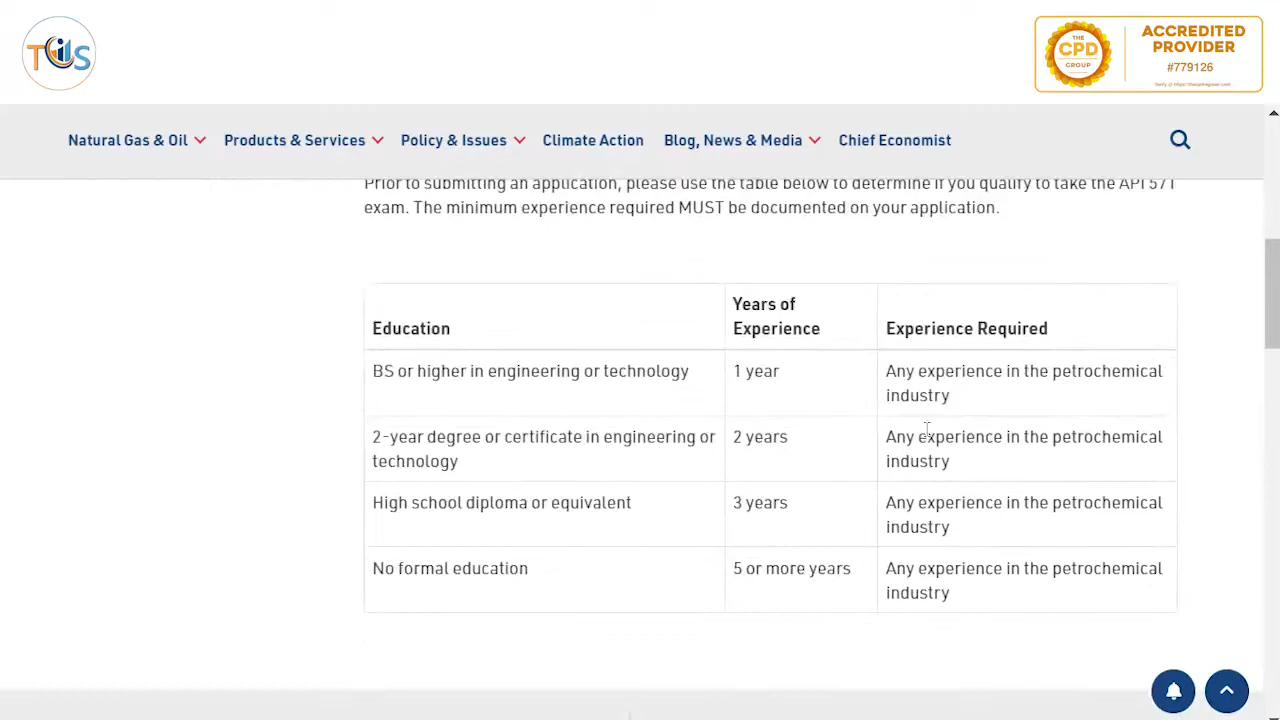 TCiLS
THE
CPD
GROUP
ACCREDITED
PROVIDER
#779126
Natural Gas & Oil
Products & Services
Policy & Issues
Climate Action
Blog, News & Media
Chief Economist
Prior to submitting an application, please use the table below to determine if you qualify to take the API 571
exam. The minimum experience required MUST be documented on your application.
Education
Years of
Experience
Experience Required
BS or higher in engineering or technology
1 year
Any experience in the petrochemical
industry
2-year degree or certificate in engineering or
technology
2 years
Any experience in the petrochemical
industry
High school diploma or equivalent
3 years
Any experience in the petrochemical
industry
No formal education
5 or more years
Any experience in the petrochemical
industry